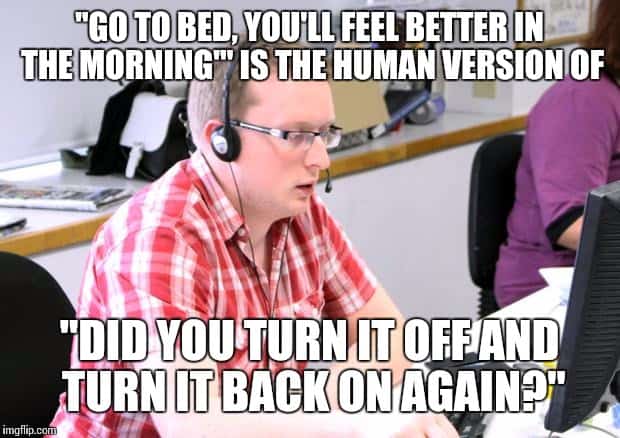 "GO TO BED, YOU'LL FEEL BETTER IN
THE MORNING'" IS THE HUMAN VERSION OF
"DID YOU TURN IT OFF AND
TURN IT BACK ON AGAIN?"
imgflip.com